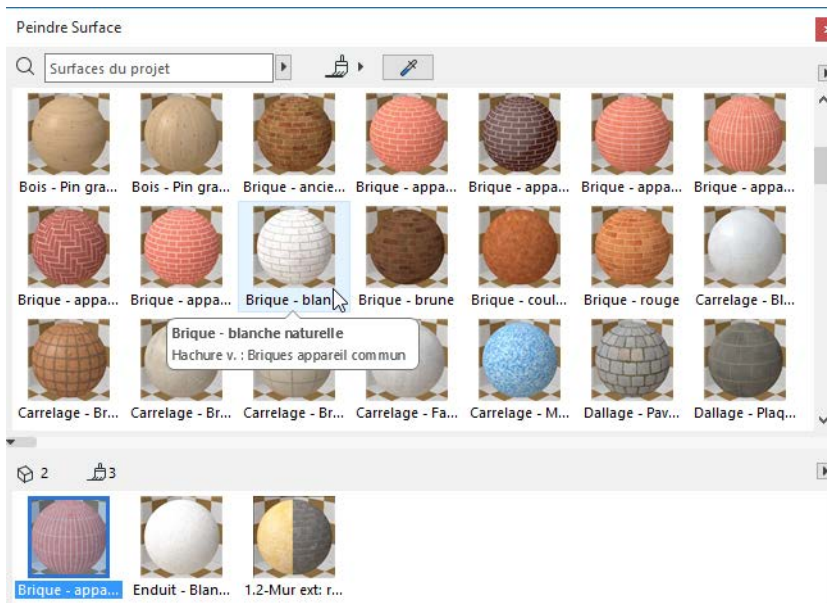 Peindre Surface
Surfaces du projet
Bois - Pin gra... Bois - Pin gra... Brique - ancie... Brique - appa... Brique - appa... Brique - appa... Brique - appa...
Brique - appa... Brique - appa... Brique - blan Brique - brune Brique - coul... Brique - rouge Carrelage - Bl...
Brique - blanche naturelle
Hachure v. : Briques appareil commun
Carrelage - Br... Carrelage - Br... Carrelage - Br... Carrelage - Fa... Carrelage - M... Dallage - Pav... Dallage - Plaq...
2 3
Brique - appa... Enduit - Blan... 1.2-Mur ext: r...